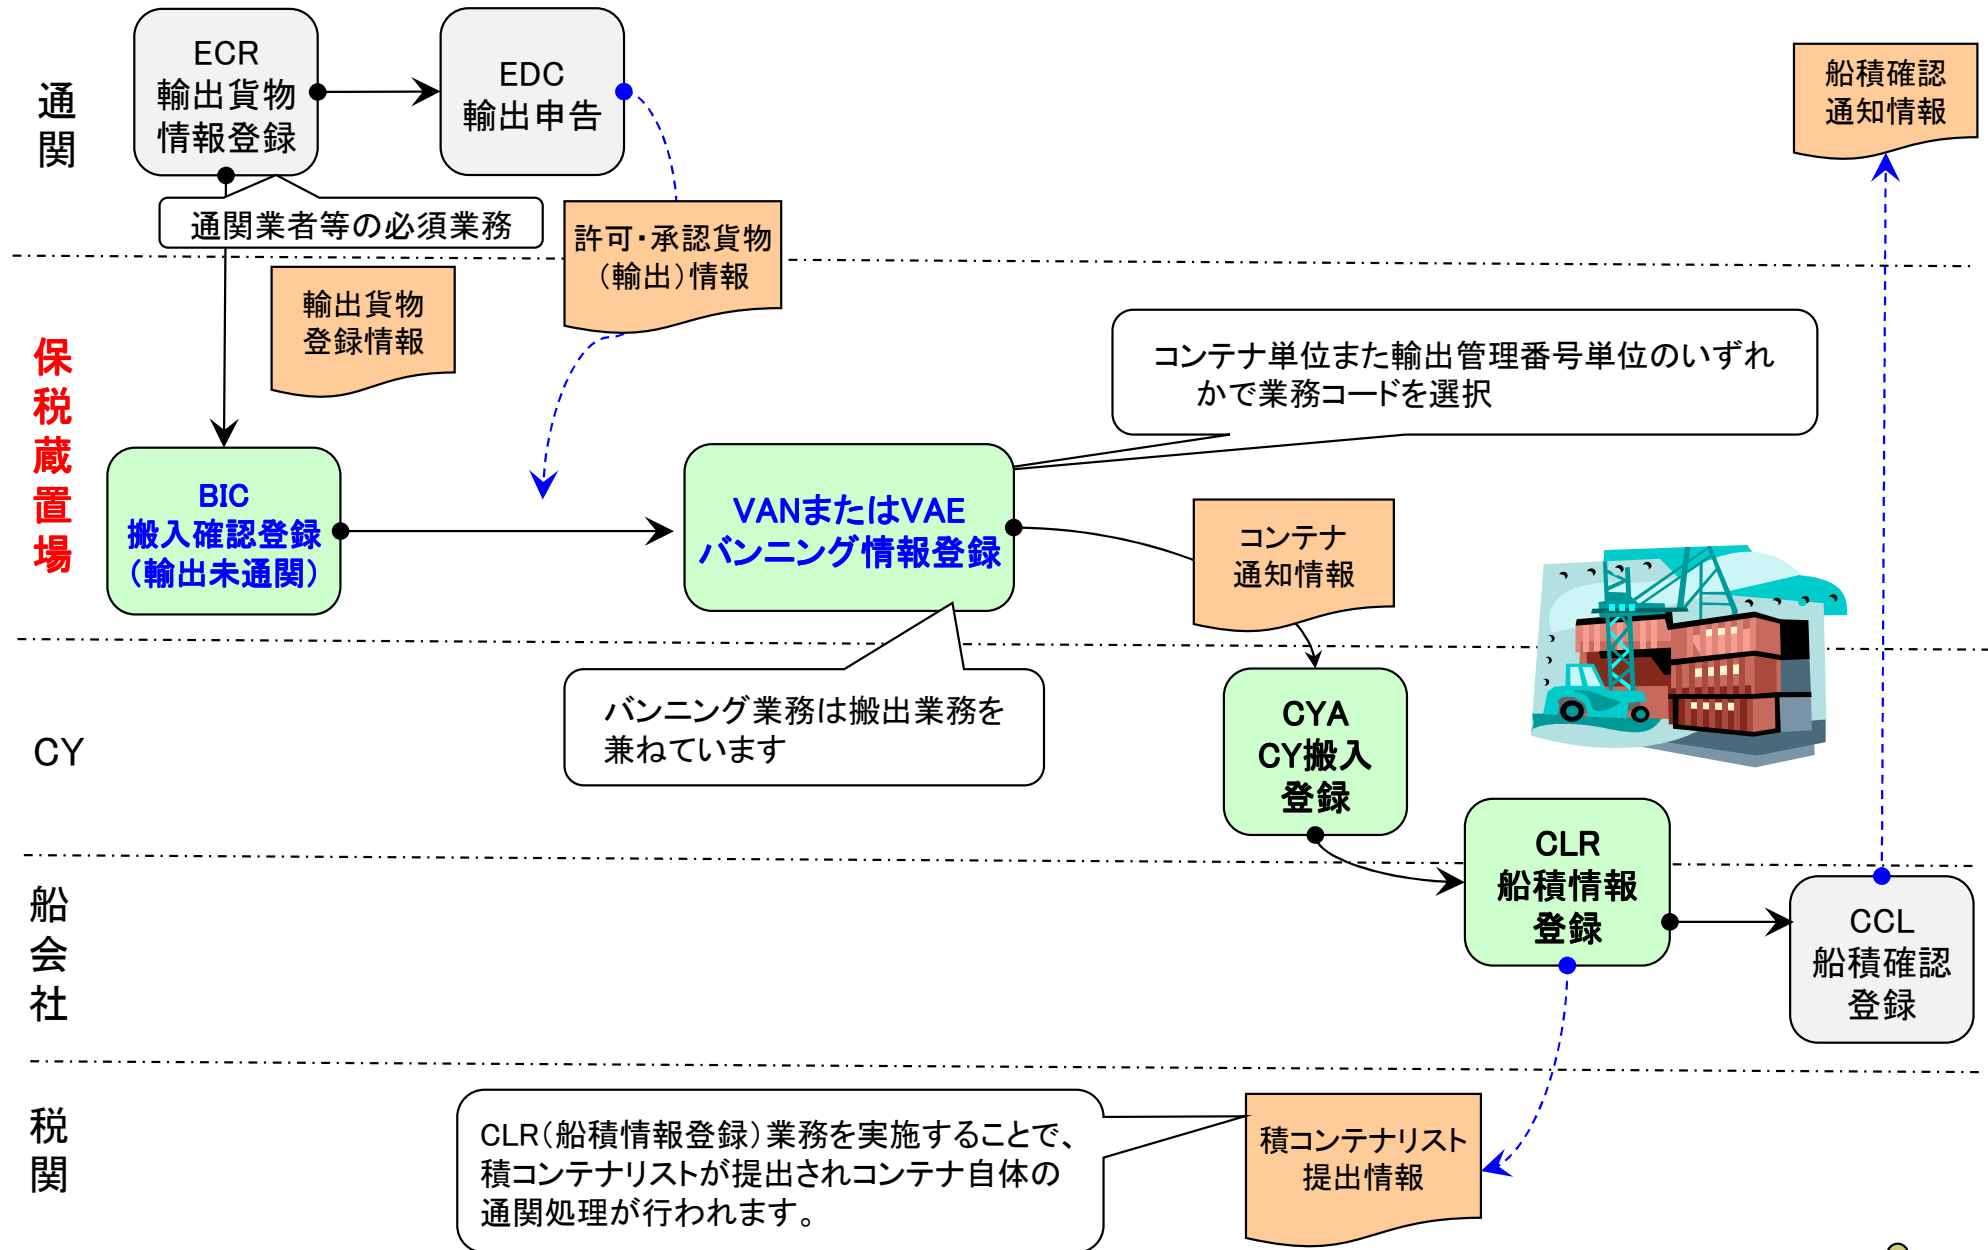 通関
ECR
輸出貨物
情報登録
EDC
輸出申告
船積確認
通知情報
通関業者等の必須業務
許可・承認貨物
（輸出）情報
保税蔵置場
輸出貨物
登録情報
コンテナ単位また輸出管理番号単位のいずれ
かで業務コードを選択
BIC
搬入確認登録
（輸出未通関）
VANまたはVAE
バンニング情報登録
コンテナ
通知情報
CY
バンニング業務は搬出業務を
兼ねています
CYA
CY搬入
登録
船会社
CLR
船積情報
登録
CCL
船積確認
登録
税関
CLR（船積情報登録）業務を実施することで、
積コンテナリストが提出されコンテナ自体の
通関処理が行われます。
積コンテナリスト
提出情報